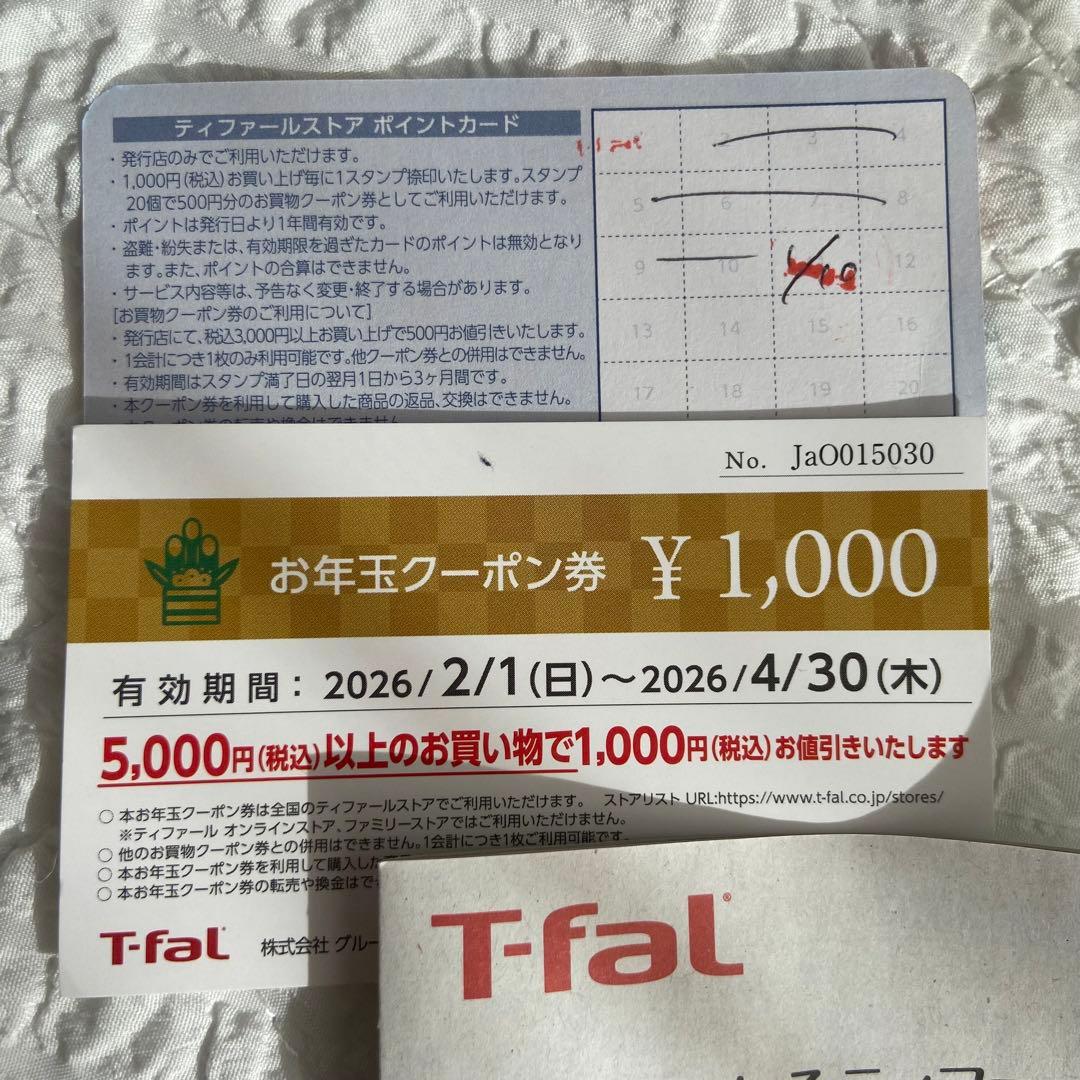 ティファールストア ポイントカード
・発行店のみでご利用いただけます。
・1,000円(税込)お買い上げ毎に1スタンプ捺印いたします。スタンプ
20個で500円分のお買物クーポン券としてご利用いただけます。
・ポイントは発行日より1年間有効です。
・盗難・紛失または、有効期限を過ぎたカードのポイントは無効となり
ます。また、ポイントの合算はできません。
・サービス内容等は、予告なく変更・終了する場合があります。
[お買物クーポン券のご利用について]
・発行店にて、税込3,000円以上お買い上げで500円お値引きいたします。
・1会計につき1枚のみ利用可能です。他クーポン券との併用はできません。
・有効期間はスタンプ満了日の翌月1日から3ヶ月間です。
・本クーポン券を利用して購入した商品の返品、交換はできません。
2 3 4
5 6 7 8
9 10 12
13 14 15 16
17 18 19 20
No. JaO015030
お年玉クーポン券 ¥1,000
有効期間：2026/2/1(日)～2026/4/30(木)
5,000円(税込)以上のお買い物で1,000円(税込)お値引きいたします
○ 本お年玉クーポン券は全国のティファールストアでご利用いただけます。 ストアリスト URL:https://www.t-fal.co.jp/stores/
※ティファール オンラインストア、ファミリーストアではご利用いただけません。
○ 他のお買物クーポン券との併用はできません。1会計につき1枚ご利用可能です。
○ 本お年玉クーポン券を利用して購入した
○ 本お年玉クーポン券の転売や換金はで
T-fal 株式会社 グルー
T-fal